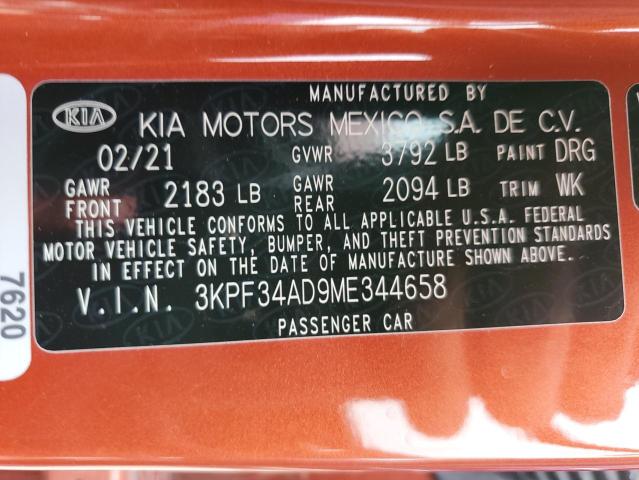 MANUFACTURED BY
KIA KIA MOTORS MEXICO S.A. DE C.V.
02/21 GVWR 3792 LB PAINT DRG
GAWR FRONT 2183 LB GAWR REAR 2094 LB TRIM WK
THIS VEHICLE CONFORMS TO ALL APPLICABLE U.S.A. FEDERAL
MOTOR VEHICLE SAFETY, BUMPER, AND THEFT PREVENTION STANDARDS
IN EFFECT ON THE DATE OF MANUFACTURE SHOWN ABOVE.
V.I.N. 3KPF34AD9ME344658
PASSENGER CAR
7620